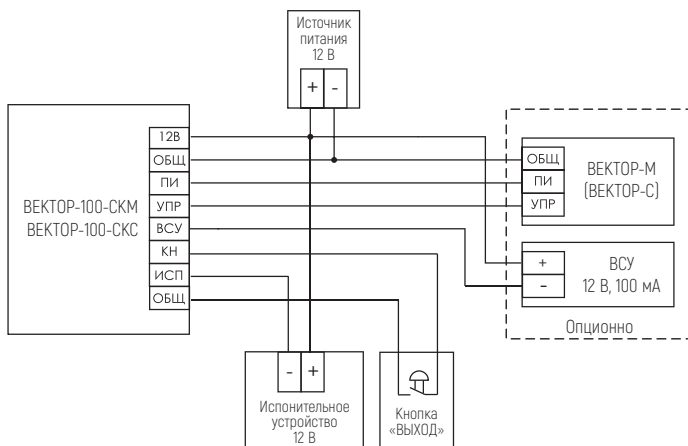 Источник
питания
12 В
+ -
12В
ОБЩ
ПИ
УПР
ВСУ
КН
ИСП
ОБЩ
ВЕКТОР-100-СКМ
ВЕКТОР-100-СКС
ОБЩ
ПИ
УПР
ВЕКТОР-М
(ВЕКТОР-С)
+
-
ВСУ
12 В, 100 мА
Опционно
- +
Испонительное
устройство
12 В
Кнопка
«ВЫХОД»